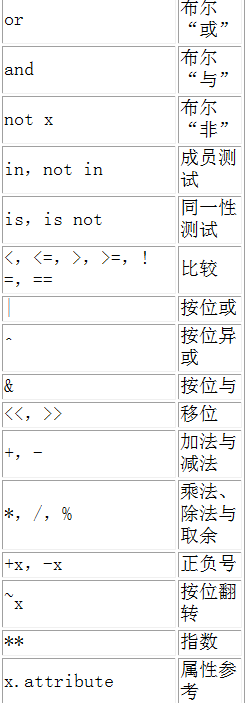 or
布尔
“或”
and
布尔
“与”
not x
布尔
“非”
in, not in
成员测
试
is, is not
同一性
测试
<, <=, >, >=, !
=, ==
比较
|
按位或
^
按位异
或
&
按位与
<<, >>
移位
+, -
加法与
减法
*, /, %
乘法、
除法与
取余
+x, -x
正负号
~x
按位翻
转
**
指数
x.attribute
属性参
考